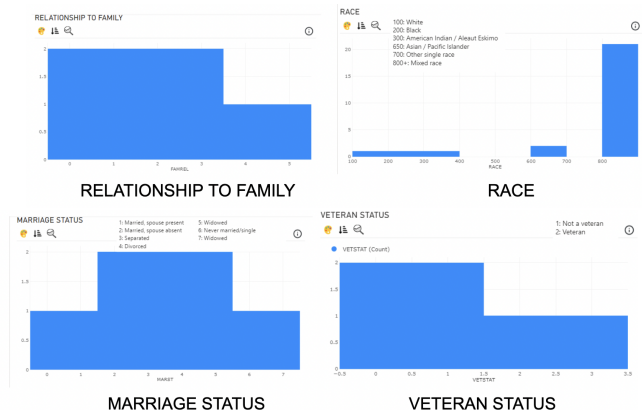 RELATIONSHIP TO FAMILY
2
1.5
1
0.5
0
0 1 2 3 4 5
FAMREL
RELATIONSHIP TO FAMILY
RACE
100: White
200: Black
300: American Indian / Aleaut Eskimo
650: Asian / Pacific Islander
700: Other single race
800+: Mixed race
20
15
10
5
0
100 200 300 400 500 600 700 800
RACE
RACE
MARRIAGE STATUS
1: Married, spouse present 5: Widowed
2: Married, spouse absent 6: Never married/single
3: Separated 7: Widowed
4: Divorced
2
1.5
1
0.5
0
0 1 2 3 4 5 6 7
MARST
MARRIAGE STATUS
VETERAN STATUS
1: Not a veteran
2: Veteran
VETSTAT (Count)
2
1.5
1
0.5
0
−0.5 0 0.5 1 1.5 2 2.5 3 3.5
VETSTAT
VETERAN STATUS